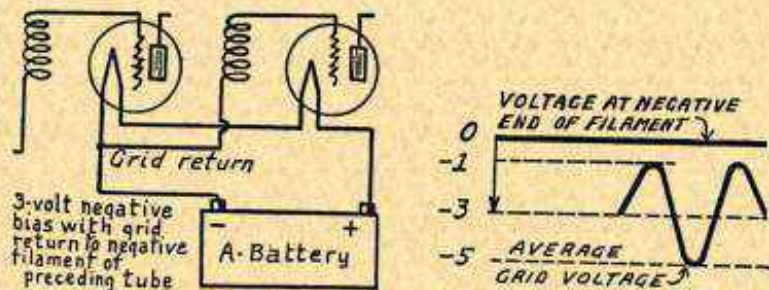 Grid return
3-volt negative
bias with grid
return to negative
filament of
preceding tube
- +
A-Battery
VOLTAGE AT NEGATIVE
END OF FILAMENT
0
-1
-3
-5
AVERAGE
GRID VOLTAGE